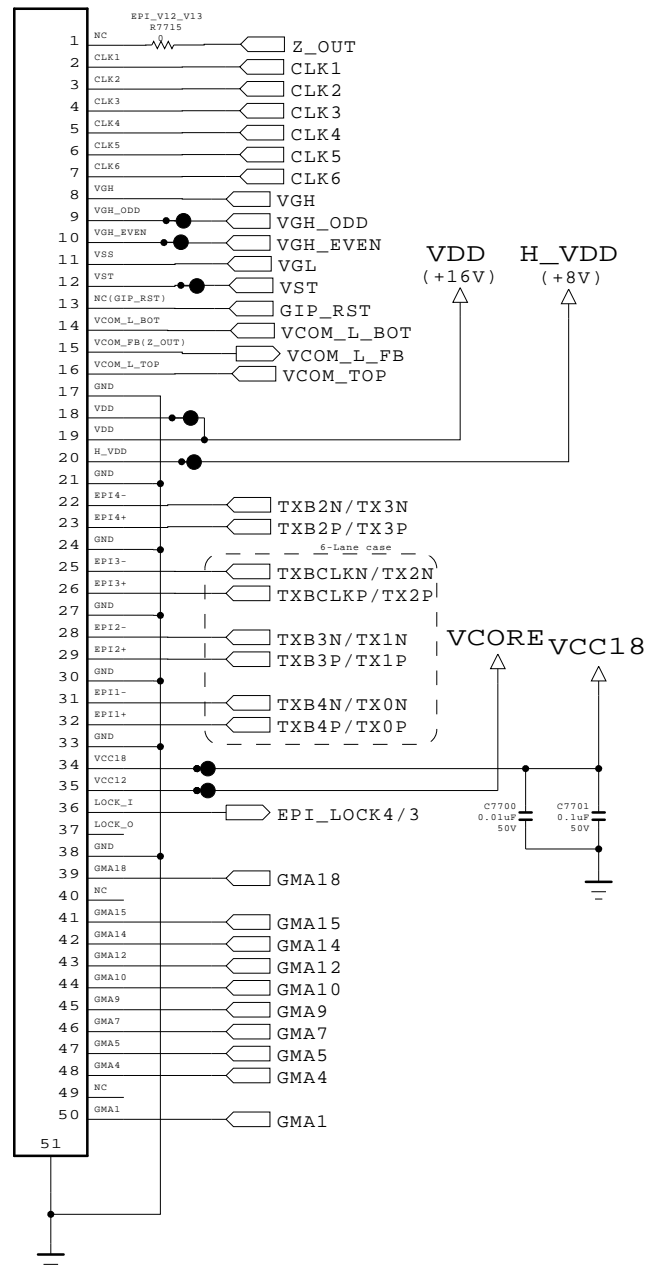 EPI_V12_V13
R7715
0
1 NC Z_OUT
2 CLK1 CLK1
3 CLK2 CLK2
4 CLK3 CLK3
5 CLK4 CLK4
6 CLK5 CLK5
7 CLK6 CLK6
8 VGH VGH
9 VGH_ODD VGH_ODD
10 VGH_EVEN VGH_EVEN
11 VSS VGL
12 VST VST
13 NC(GIP_RST) GIP_RST
14 VCOM_L_BOT VCOM_L_BOT
15 VCOM_FB(Z_OUT) VCOM_L_FB
16 VCOM_L_TOP VCOM_TOP
VDD H_VDD
(+16V) (+8V)
17 GND
18 VDD
19 VDD
20 H_VDD
21 GND
22 EPI4- TXB2N/TX3N
23 EPI4+ TXB2P/TX3P
24 GND
6-Lane case
25 EPI3- TXBCLKN/TX2N
26 EPI3+ TXBCLKP/TX2P
27 GND
28 EPI2- TXB3N/TX1N
29 EPI2+ TXB3P/TX1P
VCORE VCC18
30 GND
31 EPI1- TXB4N/TX0N
32 EPI1+ TXB4P/TX0P
33 GND
34 VCC18
35 VCC12
36 LOCK_I EPI_LOCK4/3
C7700 C7701
0.01uF 0.1uF
50V 50V
37 LOCK_O
38 GND
39 GMA18 GMA18
40 NC
41 GMA15 GMA15
42 GMA14 GMA14
43 GMA12 GMA12
44 GMA10 GMA10
45 GMA9 GMA9
46 GMA7 GMA7
47 GMA5 GMA5
48 GMA4 GMA4
49 NC
50 GMA1 GMA1
51